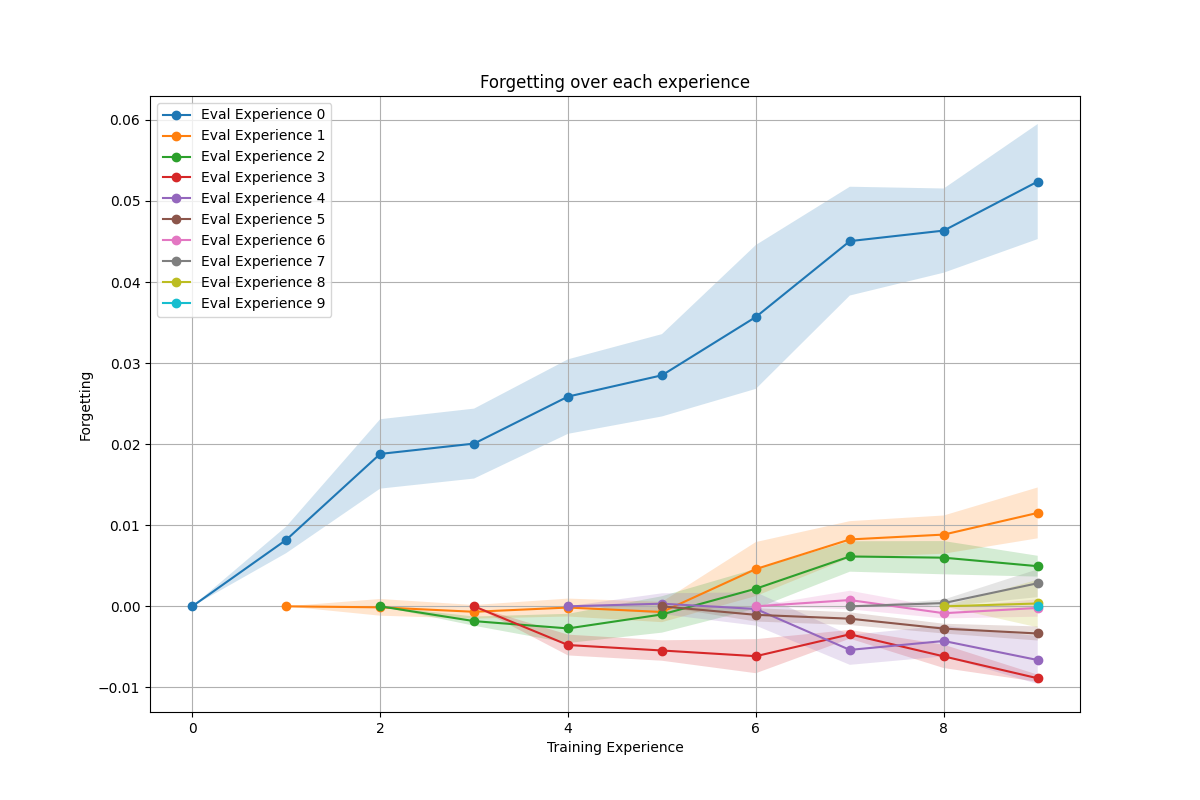 Forgetting over each experience
Eval Experience 0
Eval Experience 1
Eval Experience 2
Eval Experience 3
Eval Experience 4
Eval Experience 5
Eval Experience 6
Eval Experience 7
Eval Experience 8
Eval Experience 9
0.06
0.05
0.04
0.03
0.02
0.01
0.00
−0.01
Forgetting
0 2 4 6 8
Training Experience